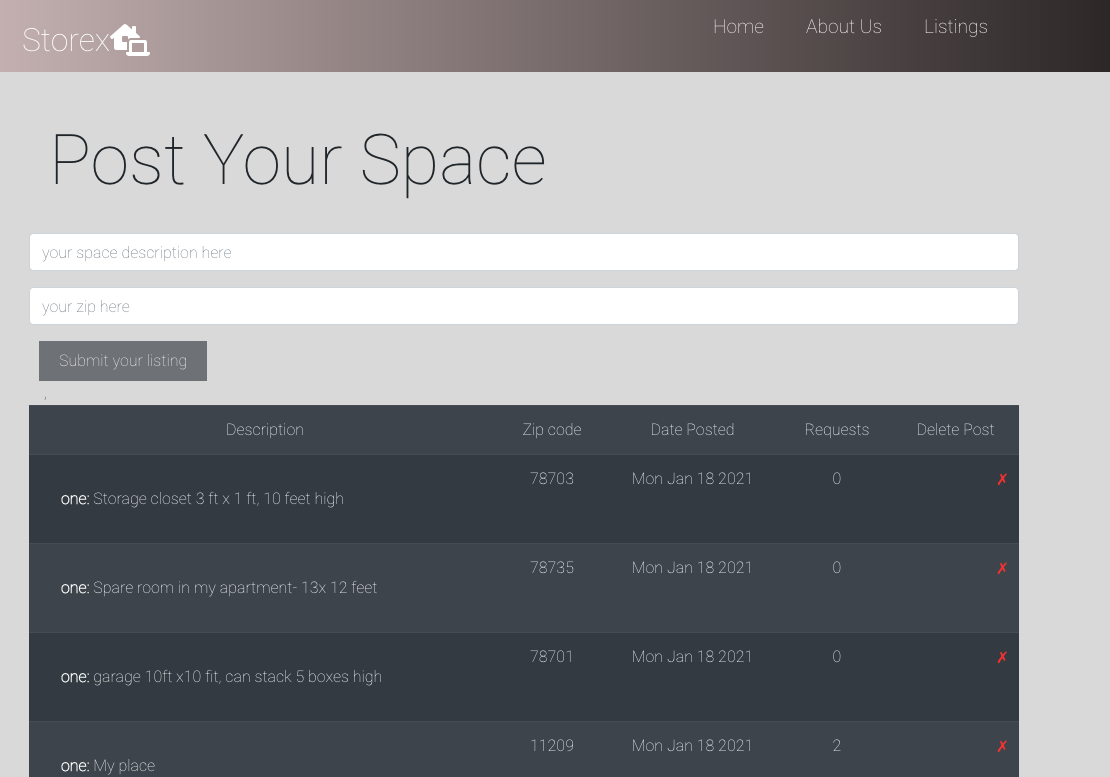 Storex
Home About Us Listings
Post Your Space
your space description here
your zip here
Submit your listing
,
Description Zip code Date Posted Requests Delete Post
one: Storage closet 3 ft x 1 ft, 10 feet high 78703 Mon Jan 18 2021 0 ✗
one: Spare room in my apartment- 13x 12 feet 78735 Mon Jan 18 2021 0 ✗
one: garage 10ft x10 fit, can stack 5 boxes high 78701 Mon Jan 18 2021 0 ✗
one: My place 11209 Mon Jan 18 2021 2 ✗